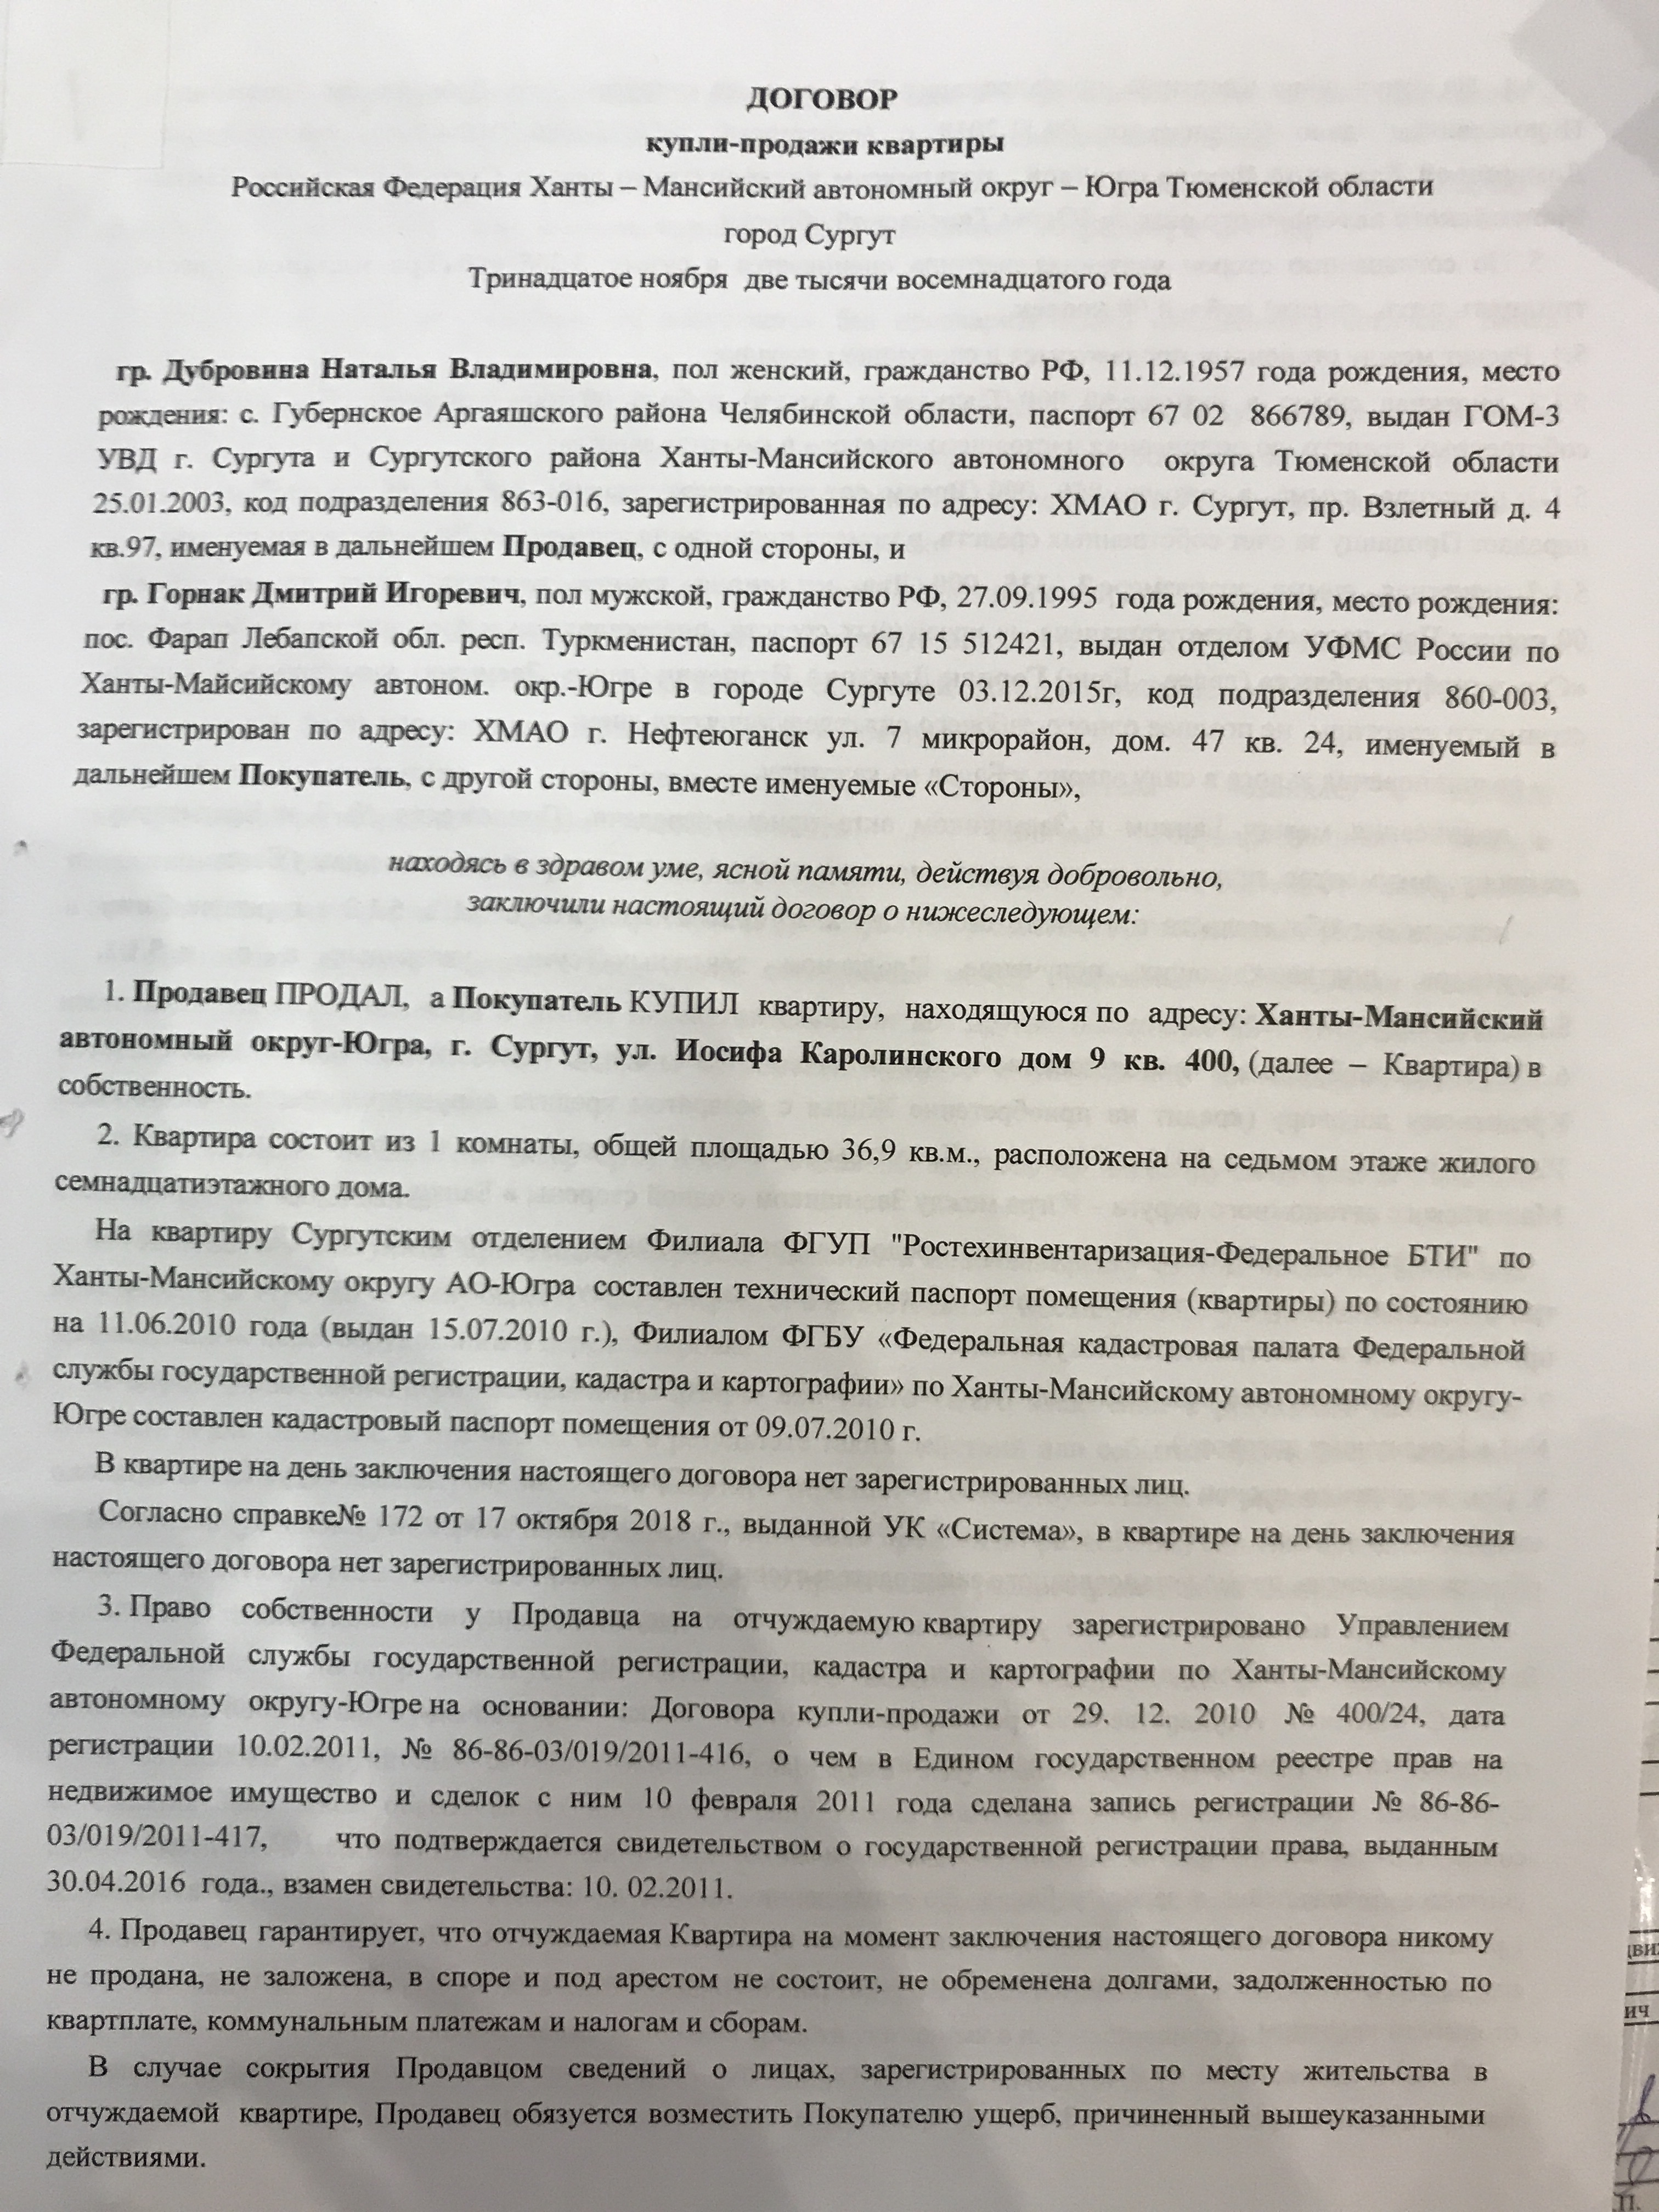 ДОГОВОР
купли-продажи квартиры
Российская Федерация Ханты – Мансийский автономный округ – Югра Тюменской области
город Сургут
Тринадцатое ноября две тысячи восемнадцатого года
гр. Дубровина Наталья Владимировна, пол женский, гражданство РФ, 11.12.1957 года рождения, место
рождения: с. Губернское Аргаяшского района Челябинской области, паспорт 67 02 866789, выдан ГОМ-3
УВД г. Сургута и Сургутского района Ханты-Мансийского автономного округа Тюменской области
25.01.2003, код подразделения 863-016, зарегистрированная по адресу: ХМАО г. Сургут, пр. Взлетный д. 4
кв.97, именуемая в дальнейшем Продавец, с одной стороны, и
гр. Горнак Дмитрий Игоревич, пол мужской, гражданство РФ, 27.09.1995 года рождения, место рождения:
пос. Фарап Лебапской обл. респ. Туркменистан, паспорт 67 15 512421, выдан отделом УФМС России по
Ханты-Майсийскому автоном. окр.-Югре в городе Сургуте 03.12.2015г, код подразделения 860-003,
зарегистрирован по адресу: ХМАО г. Нефтеюганск ул. 7 микрорайон, дом. 47 кв. 24, именуемый в
дальнейшем Покупатель, с другой стороны, вместе именуемые «Стороны»,
находясь в здравом уме, ясной памяти, действуя добровольно,
заключили настоящий договор о нижеследующем:
1. Продавец ПРОДАЛ, а Покупатель КУПИЛ квартиру, находящуюся по адресу: Ханты-Мансийский
автономный округ-Югра, г. Сургут, ул. Иосифа Каролинского дом 9 кв. 400, (далее – Квартира) в
собственность.
2. Квартира состоит из 1 комнаты, общей площадью 36,9 кв.м., расположена на седьмом этаже жилого
семнадцатиэтажного дома.
На квартиру Сургутским отделением Филиала ФГУП "Ростехинвентаризация-Федеральное БТИ" по
Ханты-Мансийскому округу АО-Югра составлен технический паспорт помещения (квартиры) по состоянию
на 11.06.2010 года (выдан 15.07.2010 г.), Филиалом ФГБУ «Федеральная кадастровая палата Федеральной
службы государственной регистрации, кадастра и картографии» по Ханты-Мансийскому автономному округу-
Югре составлен кадастровый паспорт помещения от 09.07.2010 г.
В квартире на день заключения настоящего договора нет зарегистрированных лиц.
Согласно справке№ 172 от 17 октября 2018 г., выданной УК «Система», в квартире на день заключения
настоящего договора нет зарегистрированных лиц.
3. Право собственности у Продавца на отчуждаемую квартиру зарегистрировано Управлением
Федеральной службы государственной регистрации, кадастра и картографии по Ханты-Мансийскому
автономному округу-Югре на основании: Договора купли-продажи от 29. 12. 2010 № 400/24, дата
регистрации 10.02.2011, № 86-86-03/019/2011-416, о чем в Едином государственном реестре прав на
недвижимое имущество и сделок с ним 10 февраля 2011 года сделана запись регистрации № 86-86-
03/019/2011-417, что подтверждается свидетельством о государственной регистрации права, выданным
30.04.2016 года., взамен свидетельства: 10. 02.2011.
4. Продавец гарантирует, что отчуждаемая Квартира на момент заключения настоящего договора никому
не продана, не заложена, в споре и под арестом не состоит, не обременена долгами, задолженностью по
квартплате, коммунальным платежам и налогам и сборам.
В случае сокрытия Продавцом сведений о лицах, зарегистрированных по месту жительства в
отчуждаемой квартире, Продавец обязуется возместить Покупателю ущерб, причиненный вышеуказанными
действиями.